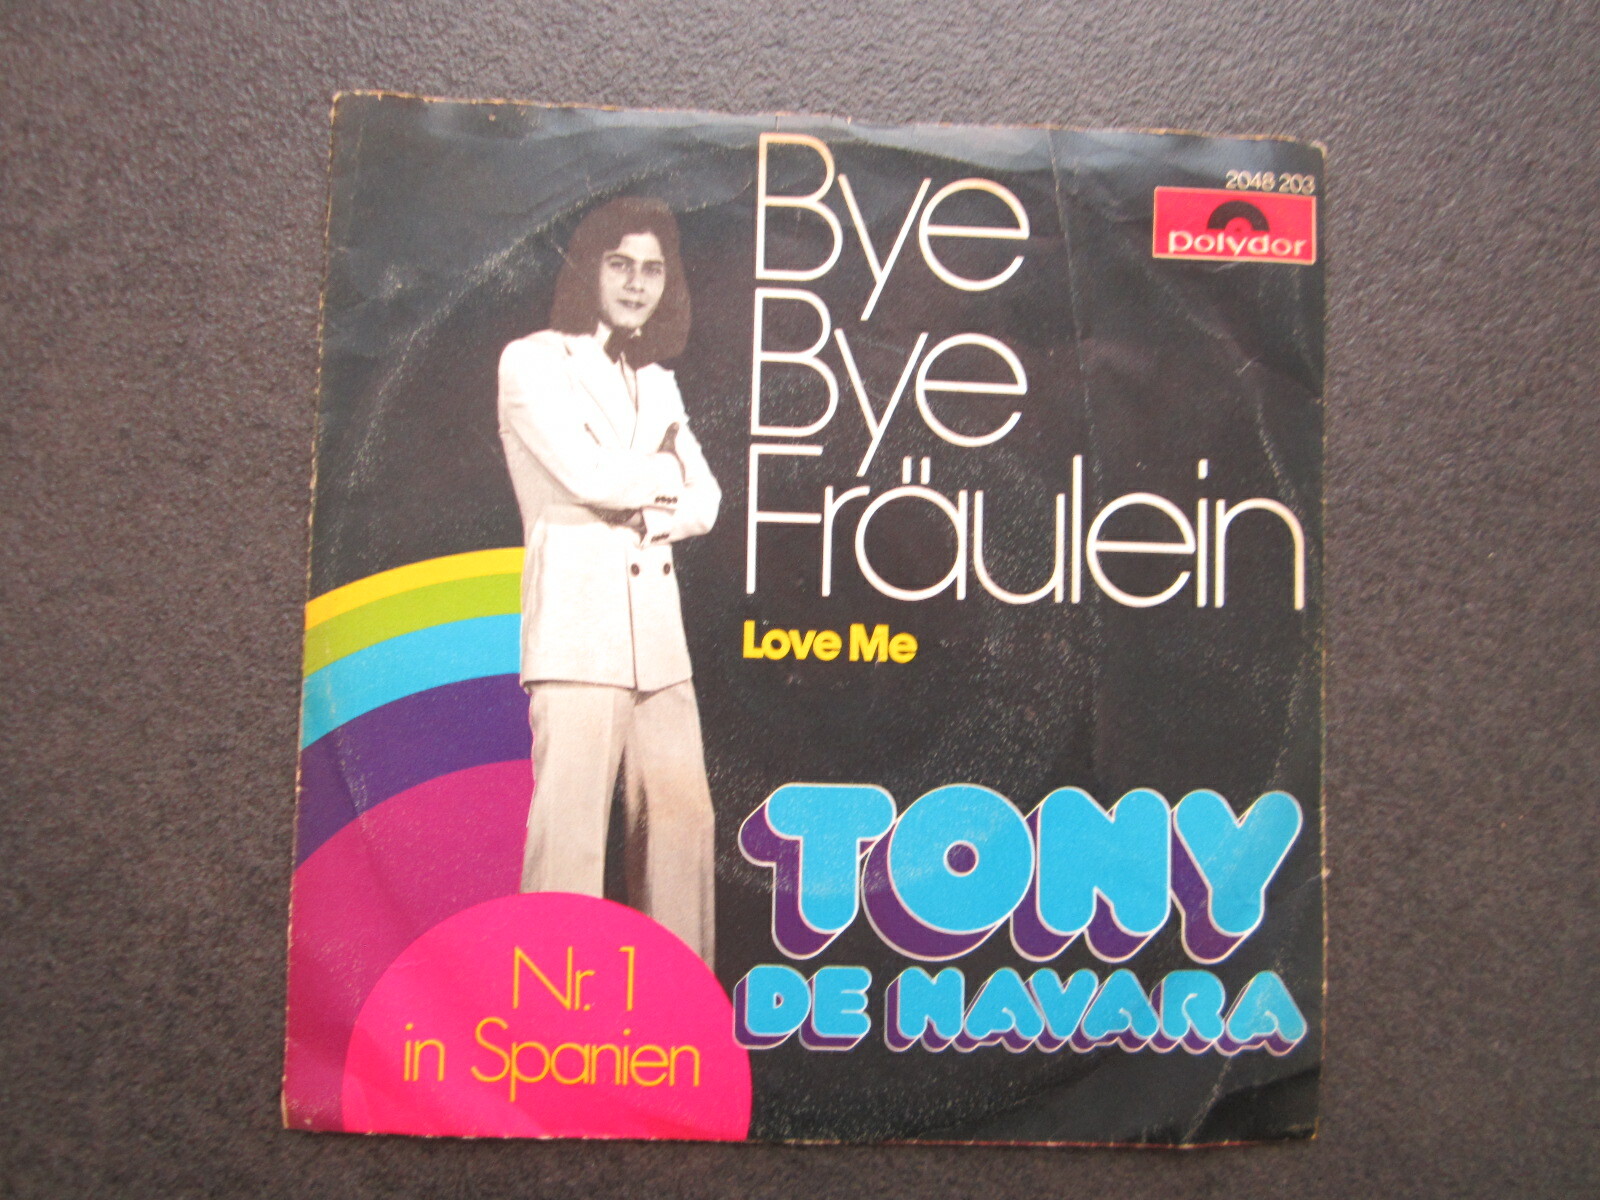 Bye
Bye
Fräulein
Love Me
2048 203
polydor
TONY
DE NAVARA
Nr. 1
in Spanien